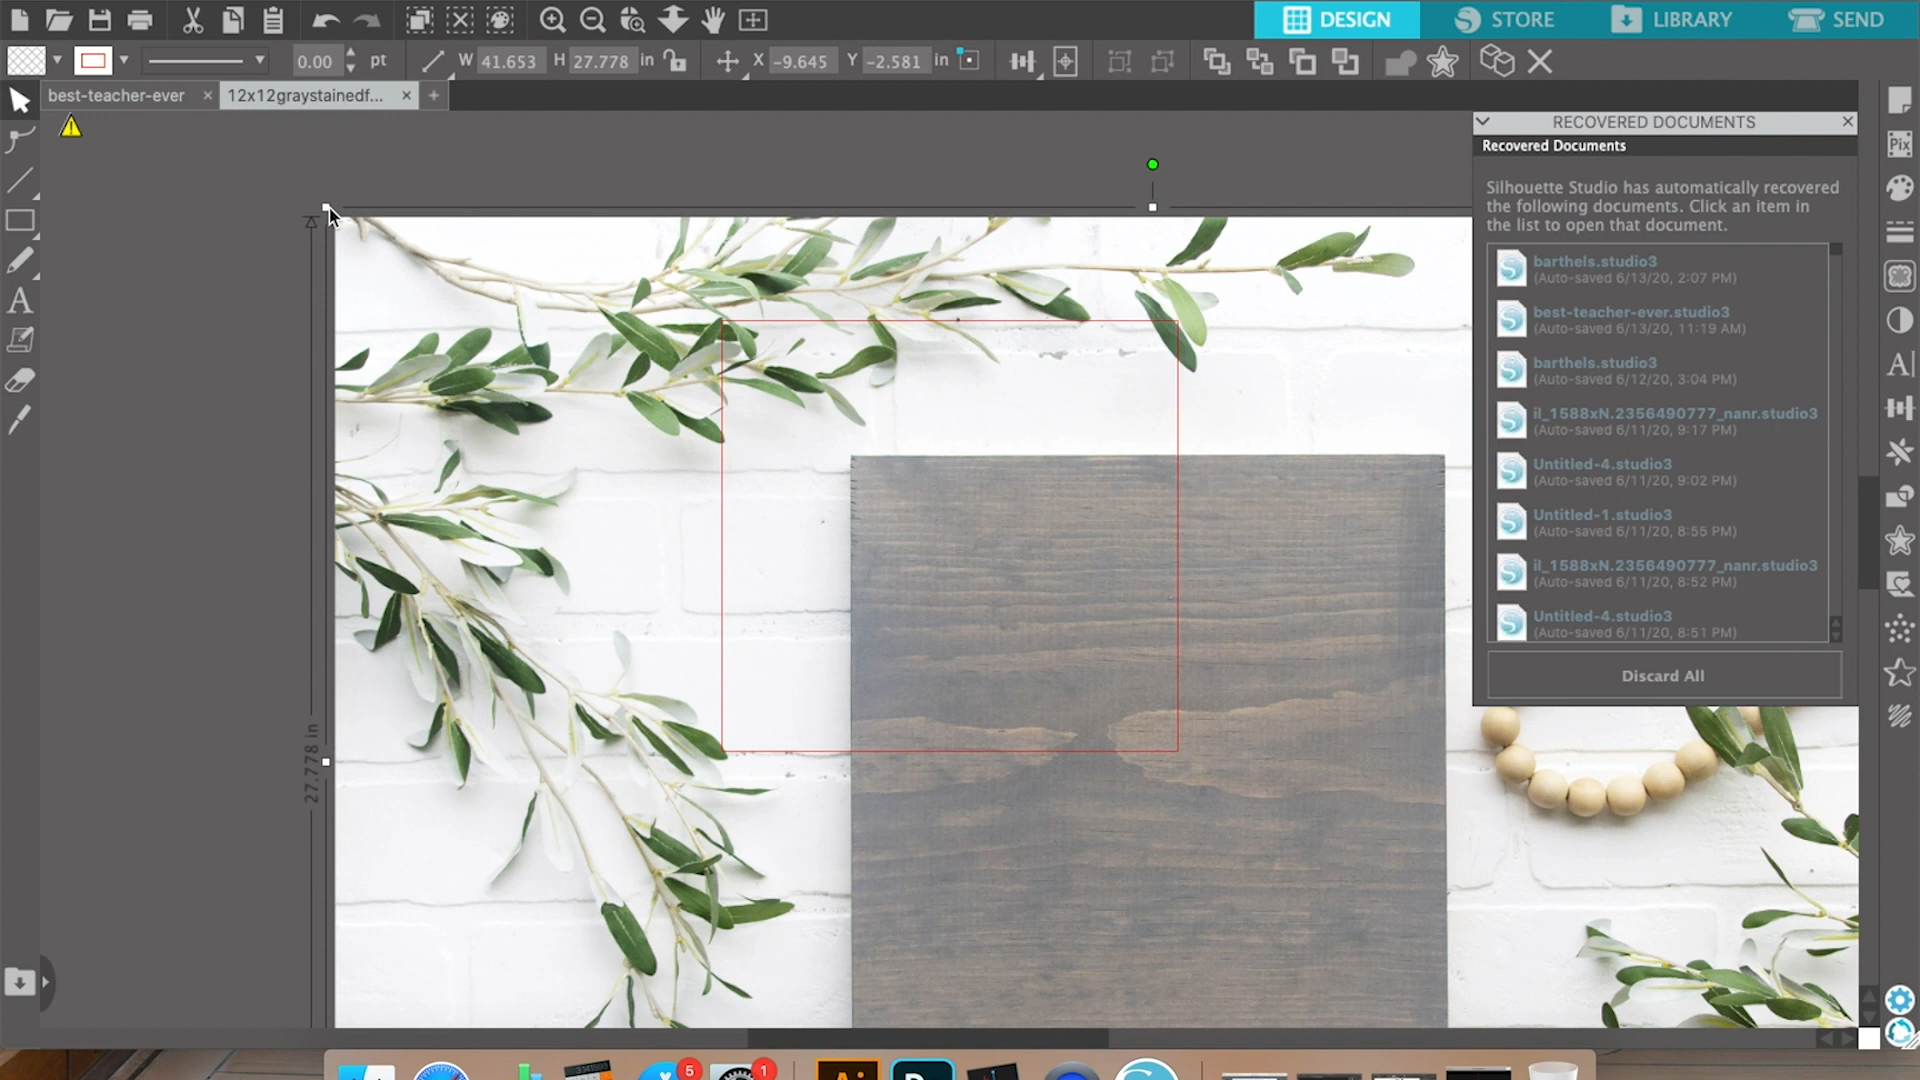 DESIGN
STORE
LIBRARY
SEND
0.00 pt
W 41.653 H 27.778 in
X -9.645 Y -2.581 in
best-teacher-ever
12x12graystainedf...
RECOVERED DOCUMENTS
Recovered Documents
Silhouette Studio has automatically recovered
the following documents. Click an item in
the list to open that document.
barthels.studio3
(Auto-saved 6/13/20, 2:07 PM)
best-teacher-ever.studio3
(Auto-saved 6/13/20, 11:19 AM)
barthels.studio3
(Auto-saved 6/12/20, 3:04 PM)
il_1588xN.2356490777_nanr.studio3
(Auto-saved 6/11/20, 9:17 PM)
Untitled-4.studio3
(Auto-saved 6/11/20, 9:02 PM)
Untitled-1.studio3
(Auto-saved 6/11/20, 8:55 PM)
il_1588xN.2356490777_nanr.studio3
(Auto-saved 6/11/20, 8:52 PM)
Untitled-4.studio3
(Auto-saved 6/11/20, 8:51 PM)
Discard All
27.778 in
5
1